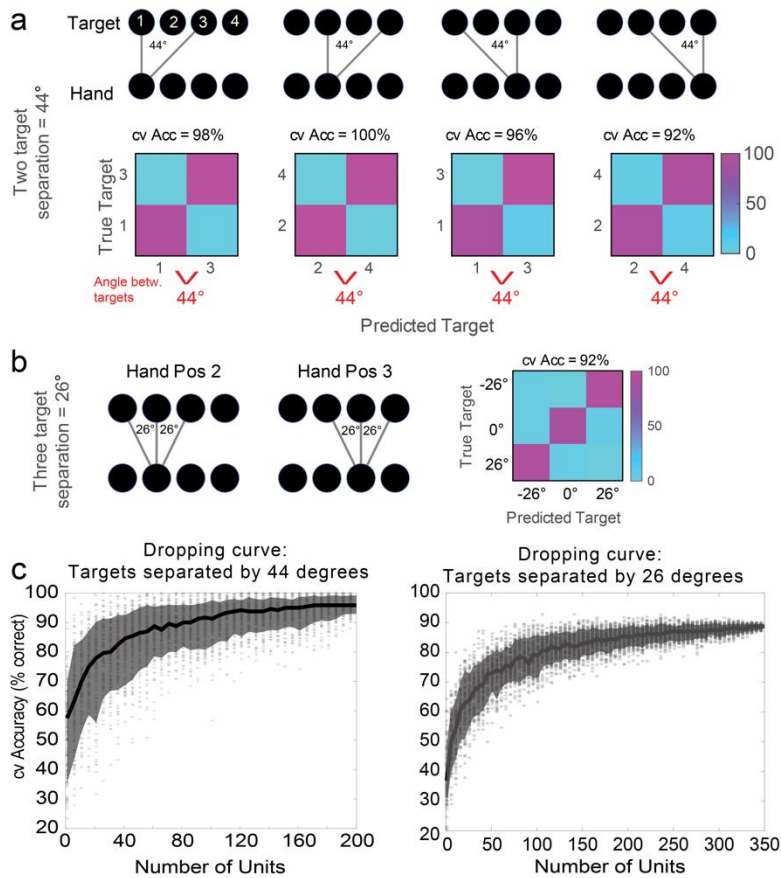 a
Target 1 2 3 4
44° 44° 44° 44°
Hand
Two target
separation = 44°
cv Acc = 98% cv Acc = 100% cv Acc = 96% cv Acc = 92%
True Target
3 4 3 4 100
50
1 2 1 2 0
1 3 2 4 1 3 2 4
Angle betw.
targets 44° 44° 44° 44°
Predicted Target
b
Three target
separation = 26°
Hand Pos 2 Hand Pos 3
26° 26° 26° 26°
cv Acc = 92%
True Target
-26° 100
0° 50
26° 0
-26° 0° 26°
Predicted Target
c
Dropping curve:
Targets separated by 44 degrees
cv Accuracy (% correct)
100
90
80
70
60
50
40
30
20
0 40 80 120 160 200
Number of Units
Dropping curve:
Targets separated by 26 degrees
100
90
80
70
60
50
40
30
20
0 50 100 150 200 250 300 350
Number of Units